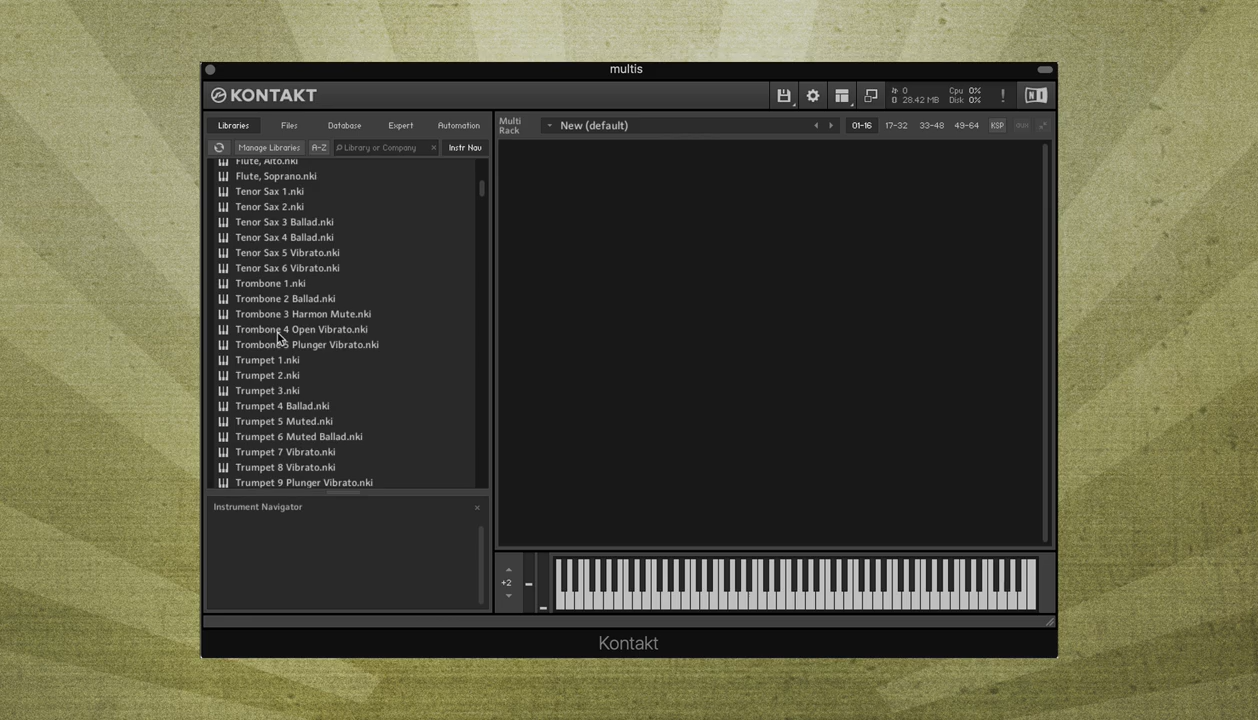 multis
KONTAKT
0
0 28.42 MB
Cpu 0%
Disk 0%
!
NI
Libraries Files Database Expert Automation
Manage Libraries A-Z Library or Company × Instr Nav
Multi Rack
New (default)
01-16 17-32 33-48 49-64 KSP
Flute, Alto.nki
Flute, Soprano.nki
Tenor Sax 1.nki
Tenor Sax 2.nki
Tenor Sax 3 Ballad.nki
Tenor Sax 4 Ballad.nki
Tenor Sax 5 Vibrato.nki
Tenor Sax 6 Vibrato.nki
Trombone 1.nki
Trombone 2 Ballad.nki
Trombone 3 Harmon Mute.nki
Trombone 4 Open Vibrato.nki
Trombone 5 Plunger Vibrato.nki
Trumpet 1.nki
Trumpet 2.nki
Trumpet 3.nki
Trumpet 4 Ballad.nki
Trumpet 5 Muted.nki
Trumpet 6 Muted Ballad.nki
Trumpet 7 Vibrato.nki
Trumpet 8 Vibrato.nki
Trumpet 9 Plunger Vibrato.nki
Instrument Navigator ×
+2
Kontakt